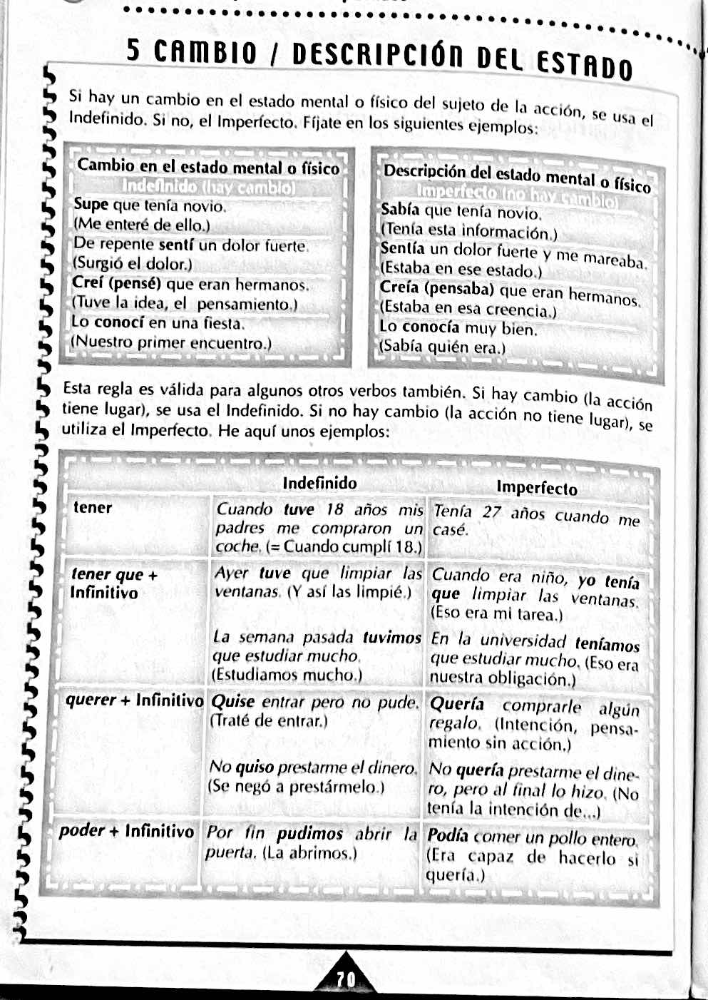 5 CAMBIO / DESCRIPCIÓN DEL ESTADO
Si hay un cambio en el estado mental o físico del sujeto de la acción, se usa el
Indefinido. Si no, el Imperfecto. Fíjate en los siguientes ejemplos:
Cambio en el estado mental o físico
Indefinido (hay cambio)
Supe que tenía novio.
(Me enteré de ello.)
De repente sentí un dolor fuerte.
(Surgió el dolor.)
Creí (pensé) que eran hermanos.
(Tuve la idea, el pensamiento.)
Lo conocí en una fiesta.
(Nuestro primer encuentro.)
Descripción del estado mental o físico
Imperfecto (no hay cambio)
Sabía que tenía novio.
(Tenía esta información.)
Sentía un dolor fuerte y me mareaba.
(Estaba en ese estado.)
Creía (pensaba) que eran hermanos.
(Estaba en esa creencia.)
Lo conocía muy bien.
(Sabía quién era.)
Esta regla es válida para algunos otros verbos también. Si hay cambio (la acción
tiene lugar), se usa el Indefinido. Si no hay cambio (la acción no tiene lugar), se
utiliza el Imperfecto. He aquí unos ejemplos:
Indefinido
Imperfecto
tener
Cuando tuve 18 años mis
padres me compraron un
coche. (= Cuando cumplí 18.)
Tenía 27 años cuando me
casé.
tener que +
Infinitivo
Ayer tuve que limpiar las
ventanas. (Y así las limpié.)
Cuando era niño, yo tenía
que limpiar las ventanas.
(Eso era mi tarea.)
La semana pasada tuvimos
que estudiar mucho.
(Estudiamos mucho.)
En la universidad teníamos
que estudiar mucho. (Eso era
nuestra obligación.)
querer + Infinitivo
Quise entrar pero no pude.
(Traté de entrar.)
Quería comprarle algún
regalo. (Intención, pensa-
miento sin acción.)
No quiso prestarme el dinero.
(Se negó a prestármelo.)
No quería prestarme el dine-
ro, pero al final lo hizo. (No
tenía la intención de...)
poder + Infinitivo
Por fin pudimos abrir la
puerta. (La abrimos.)
Podía comer un pollo entero.
(Era capaz de hacerlo si
quería.)
70